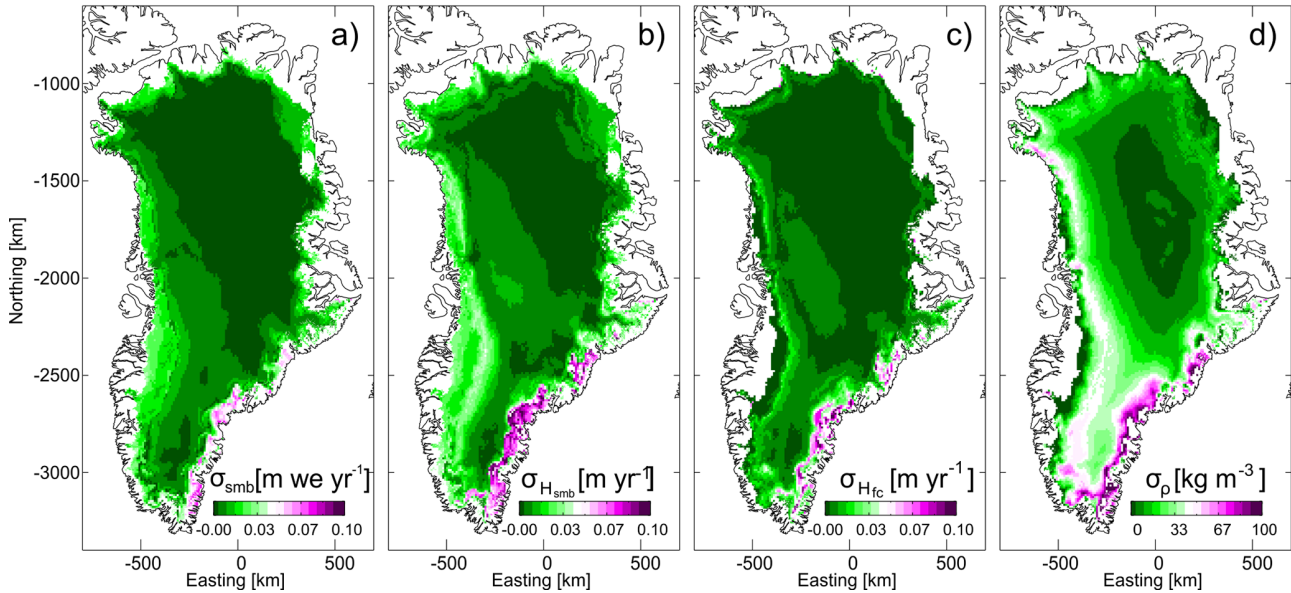 a) b) c) d)
-1000
-1500
-2000
-2500
-3000
Northing [km]
σsmb[m we yr-1] σHsmb [m yr-1] σHfc [m yr-1] σρ [kg m-3]
-0.00 0.03 0.07 0.10 -0.00 0.03 0.07 0.10 -0.00 0.03 0.07 0.10 0 33 67 100
-500 0 500 -500 0 500 -500 0 500 -500 0 500
Easting [km] Easting [km] Easting [km] Easting [km]